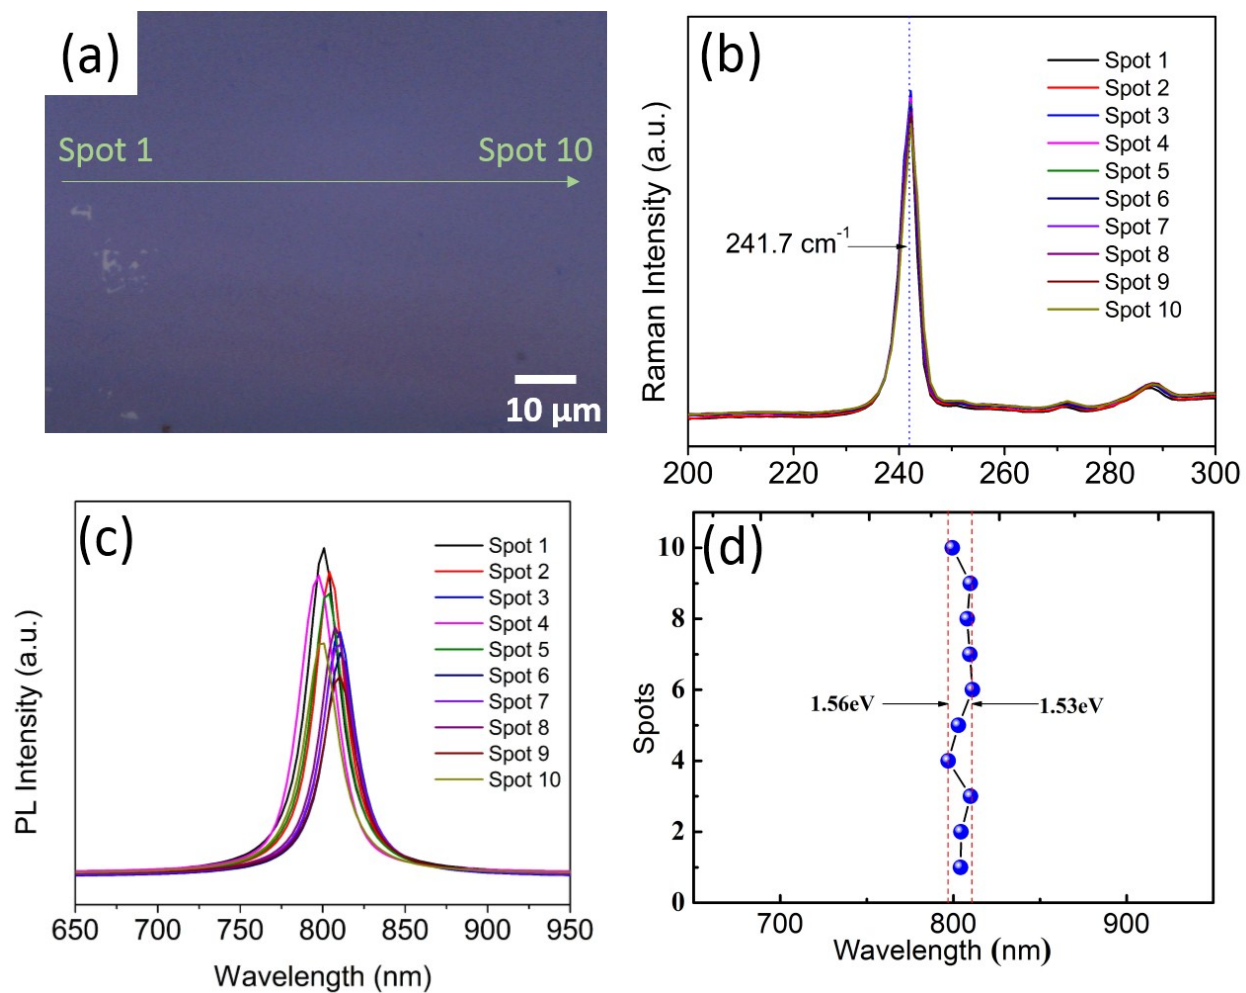 (a)
Spot 1
Spot 10
10 µm
(b)
Raman Intensity (a.u.)
241.7 cm⁻¹
Spot 1
Spot 2
Spot 3
Spot 4
Spot 5
Spot 6
Spot 7
Spot 8
Spot 9
Spot 10
200 220 240 260 280 300
(c)
PL Intensity (a.u.)
Spot 1
Spot 2
Spot 3
Spot 4
Spot 5
Spot 6
Spot 7
Spot 8
Spot 9
Spot 10
650 700 750 800 850 900 950
Wavelength (nm)
(d)
Spots
10
8
6
4
2
0
1.56eV
1.53eV
700 800 900
Wavelength (nm)